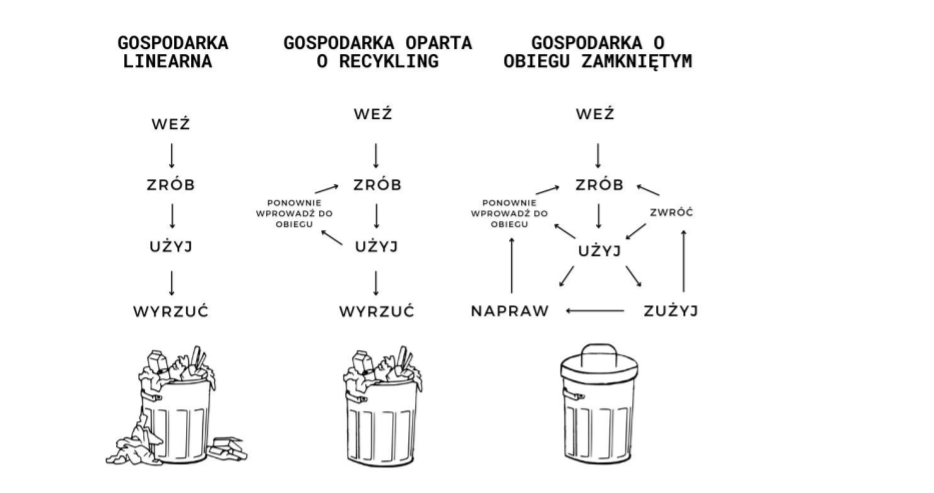 GOSPODARKA
LINEARNA
WEŹ
ZRÓB
UŻYJ
WYRZUĆ
GOSPODARKA OPARTA
O RECYKLING
WEŹ
ZRÓB
PONOWNIE
WPROWADŹ DO
OBIEGU
UŻYJ
WYRZUĆ
GOSPODARKA O
OBIEGU ZAMKNIĘTYM
WEŹ
ZRÓB
PONOWNIE
WPROWADŹ DO
OBIEGU
ZWRÓĆ
UŻYJ
NAPRAW
ZUŻYJ